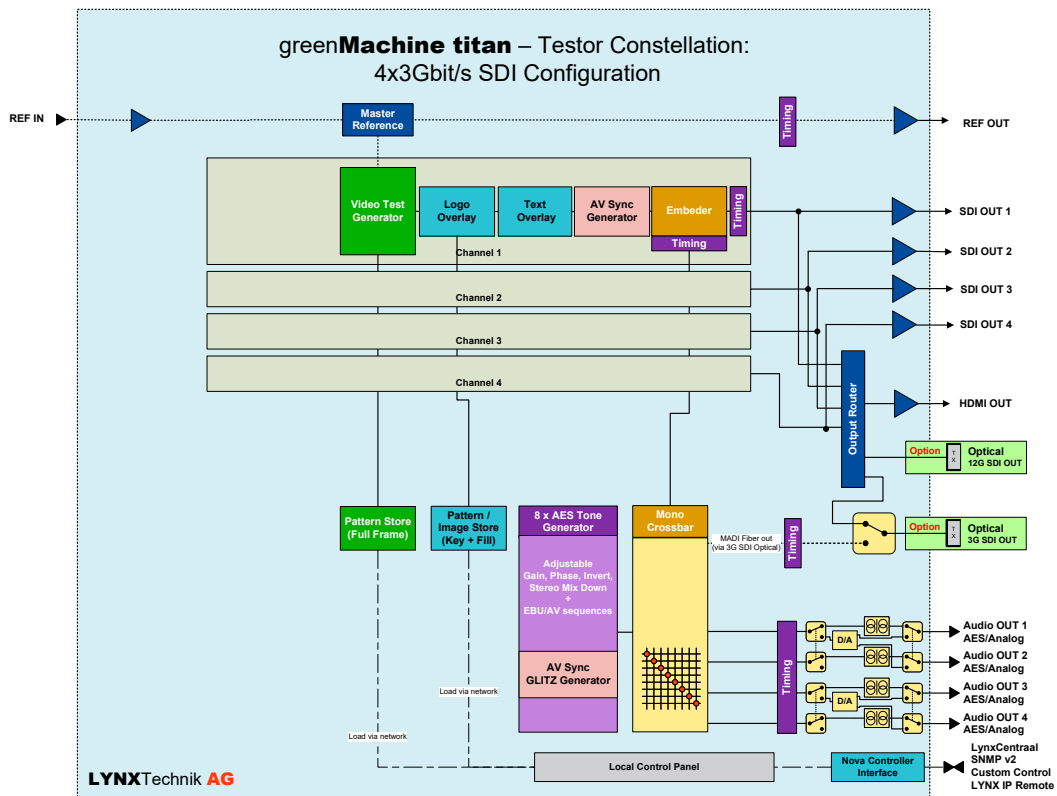 greenMachine titan – Testor Constellation:
4x3Gbit/s SDI Configuration
REF IN
Master
Reference
Timing
REF OUT
Video Test
Generator
Logo
Overlay
Text
Overlay
AV Sync
Generator
Embeder
Timing
Timing
Channel 1
SDI OUT 1
SDI OUT 2
Channel 2
SDI OUT 3
Channel 3
SDI OUT 4
Channel 4
Output Router
HDMI OUT
Option
T
X
Optical
12G SDI OUT
Pattern Store
(Full Frame)
Pattern /
Image Store
(Key + Fill)
8 x AES Tone
Generator
Mono
Crossbar
MADI Fiber out
(via 3G SDI Optical)
Timing
Option
T
X
Optical
3G SDI OUT
Adjustable
Gain, Phase, Invert,
Stereo Mix Down
+
EBU/AV sequences
AV Sync
GLITZ Generator
Timing
D/A
D/A
Audio OUT 1
AES/Analog
Audio OUT 2
AES/Analog
Audio OUT 3
AES/Analog
Audio OUT 4
AES/Analog
Load via network
Load via network
Local Control Panel
Nova Controller
Interface
LynxCentraal
SNMP v2
Custom Control
LYNX IP Remote
LYNXTechnik AG